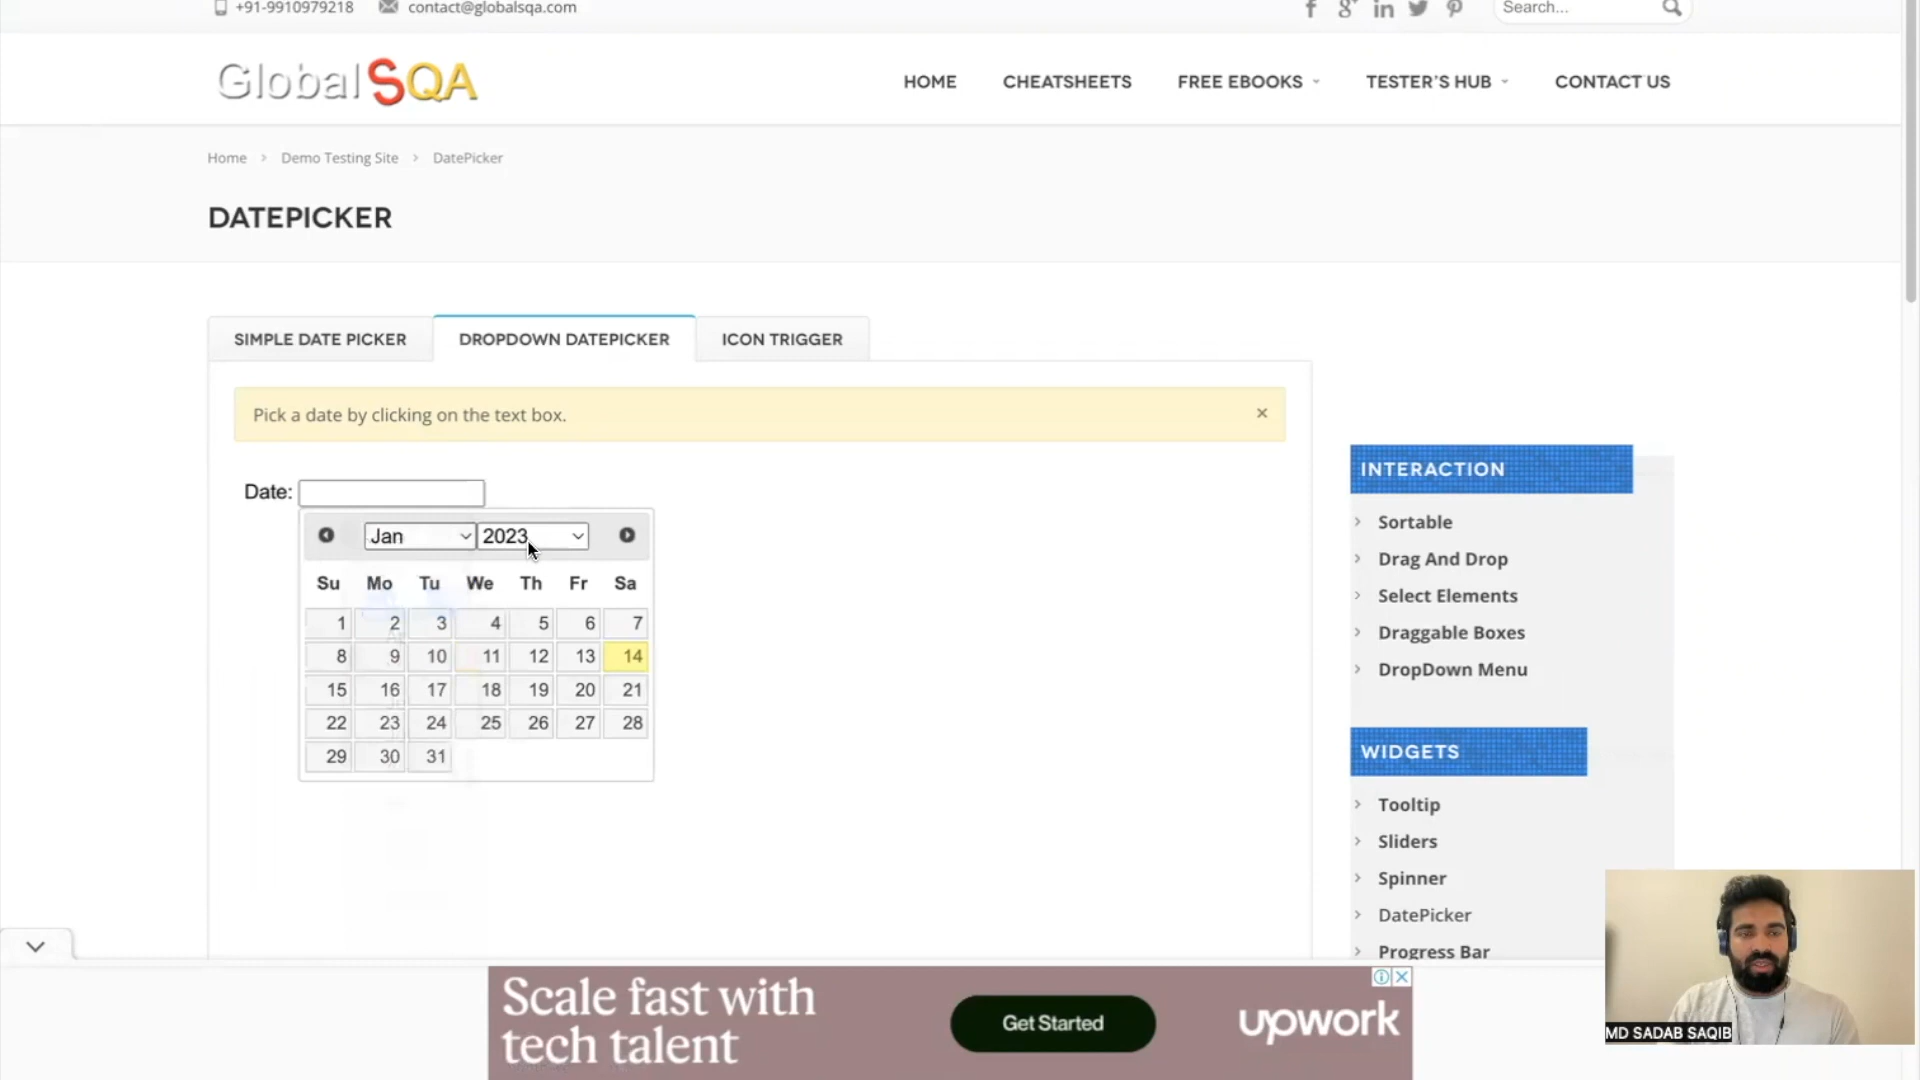 +91-9910979218 contact@globalsqa.com
Search...
GlobalSQA
HOME CHEATSHEETS FREE EBOOKS TESTER'S HUB CONTACT US
Home > Demo Testing Site > DatePicker
DATEPICKER
SIMPLE DATE PICKER DROPDOWN DATEPICKER ICON TRIGGER
Pick a date by clicking on the text box. ×
Date:
Jan 2023
Su Mo Tu We Th Fr Sa
1 2 3 4 5 6 7
8 9 10 11 12 13 14
15 16 17 18 19 20 21
22 23 24 25 26 27 28
29 30 31
INTERACTION
Sortable
Drag And Drop
Select Elements
Draggable Boxes
DropDown Menu
WIDGETS
Tooltip
Sliders
Spinner
DatePicker
Progress Bar
Scale fast with
tech talent
Get Started
upwork
MD SADAB SAQIB